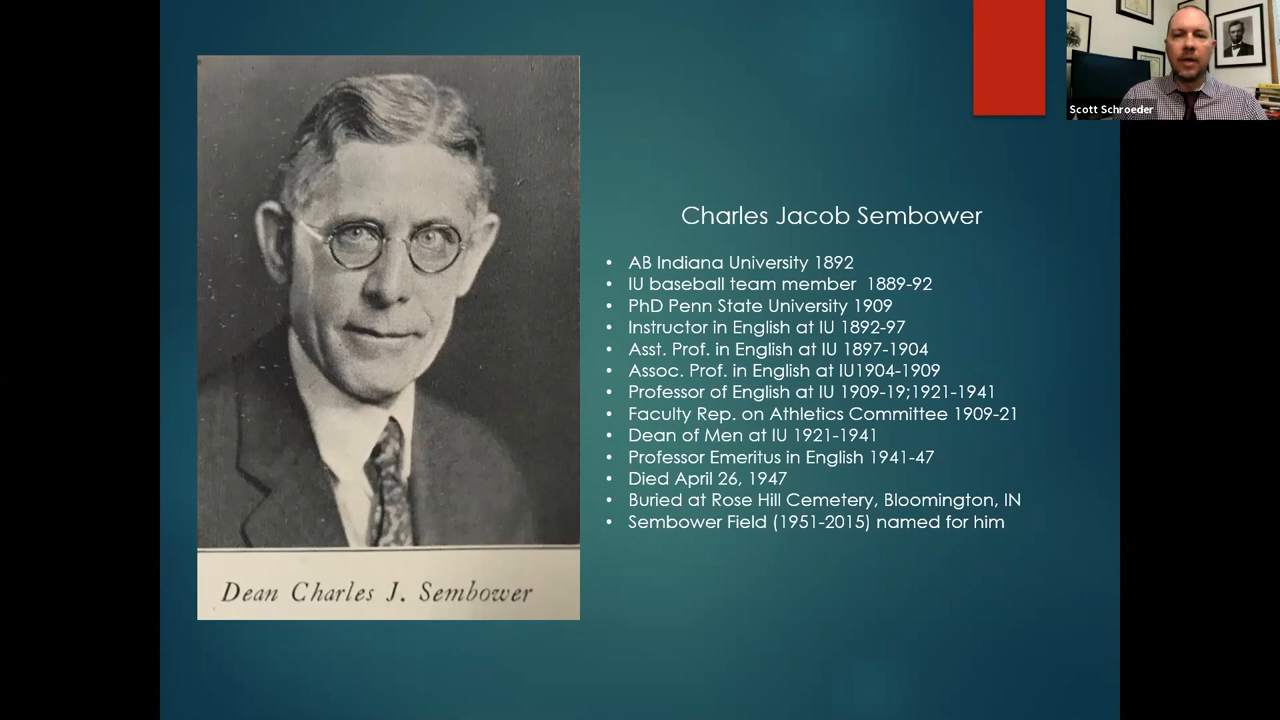 Scott Schroeder
Charles Jacob Sembower
• AB Indiana University 1892
• IU baseball team member 1889-92
• PhD Penn State University 1909
• Instructor in English at IU 1892-97
• Asst. Prof. in English at IU 1897-1904
• Assoc. Prof. in English at IU1904-1909
• Professor of English at IU 1909-19;1921-1941
• Faculty Rep. on Athletics Committee 1909-21
• Dean of Men at IU 1921-1941
• Professor Emeritus in English 1941-47
• Died April 26, 1947
• Buried at Rose Hill Cemetery, Bloomington, IN
• Sembower Field (1951-2015) named for him
Dean Charles J. Sembower